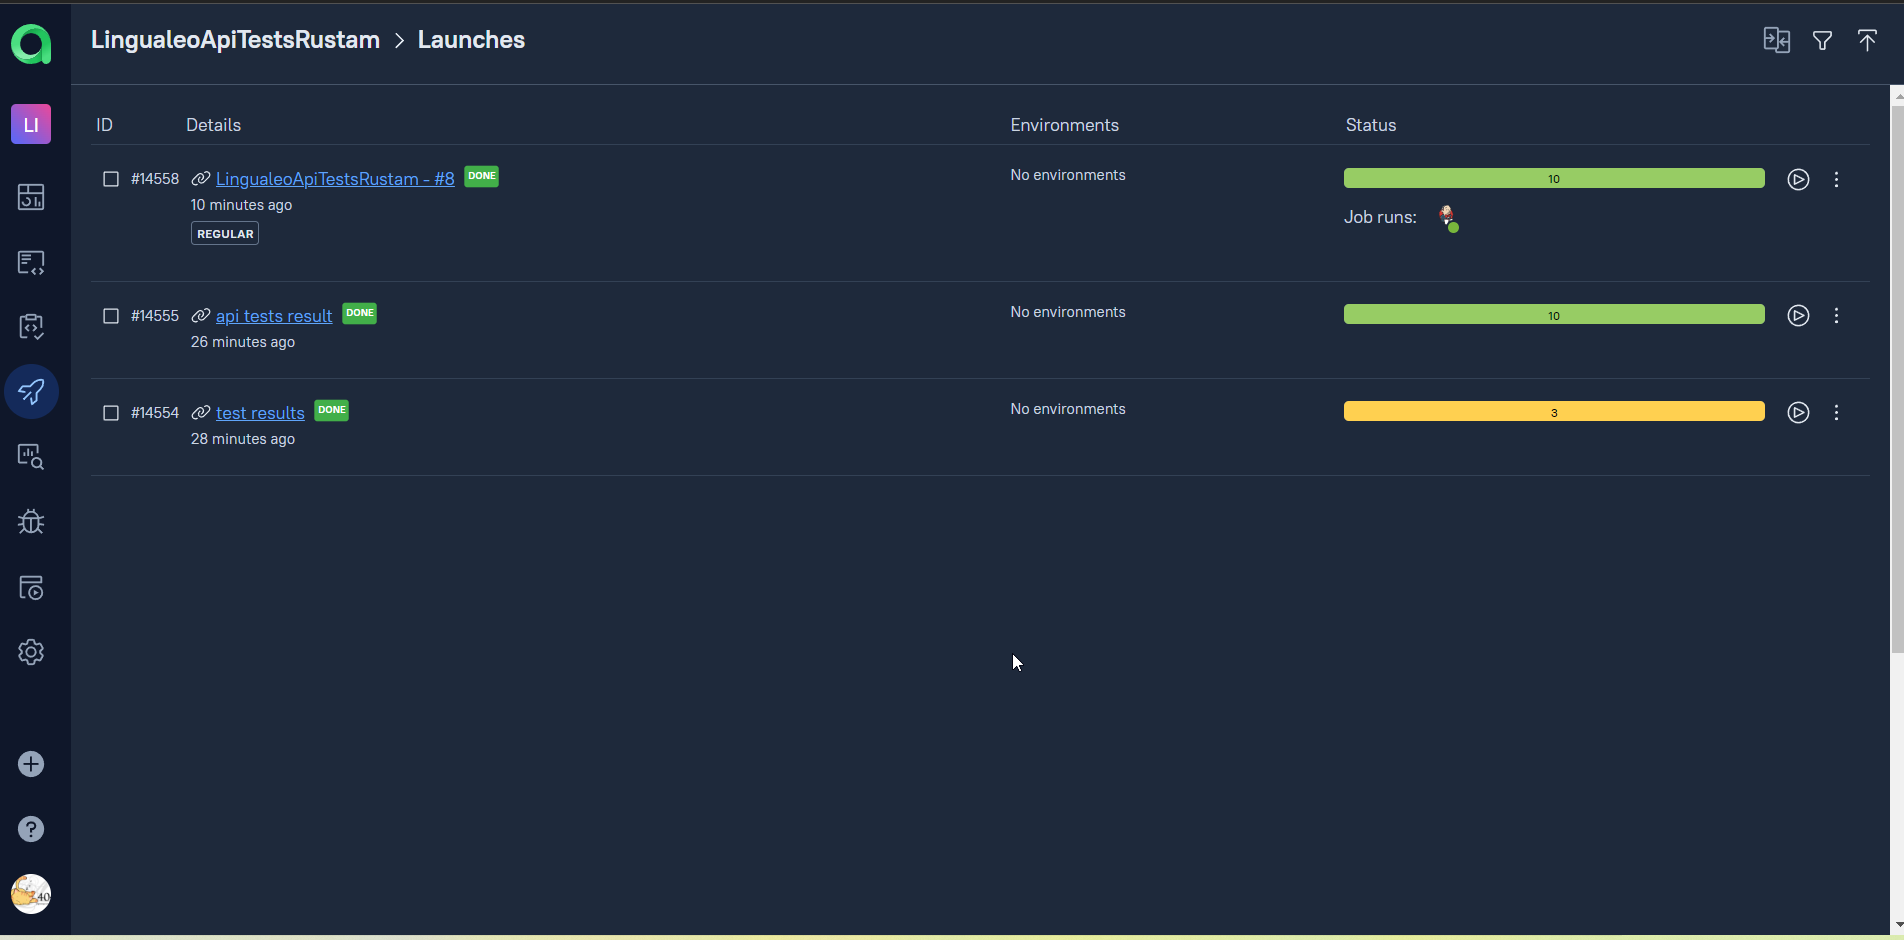 LingualeoApiTestsRustam > Launches
LI
ID Details Environments Status
#14558 LingualeoApiTestsRustam - #8 DONE No environments 10
10 minutes ago Job runs:
REGULAR
#14555 api tests result DONE No environments 10
26 minutes ago
#14554 test results DONE No environments 3
28 minutes ago
40